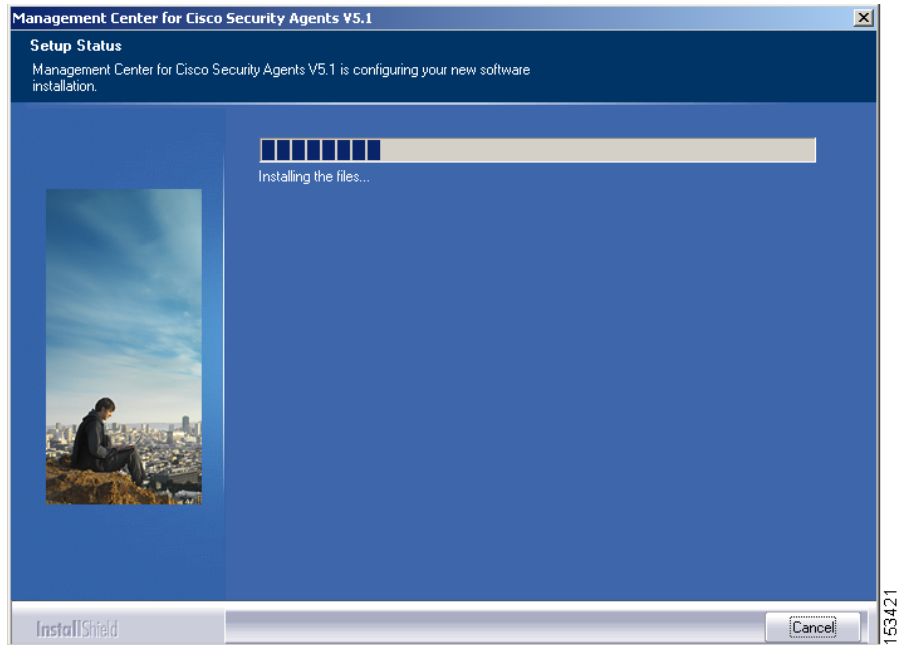 Management Center for Cisco Security Agents V5.1
Setup Status
Management Center for Cisco Security Agents V5.1 is configuring your new software
installation.
Installing the files...
InstallShield
Cancel
153421